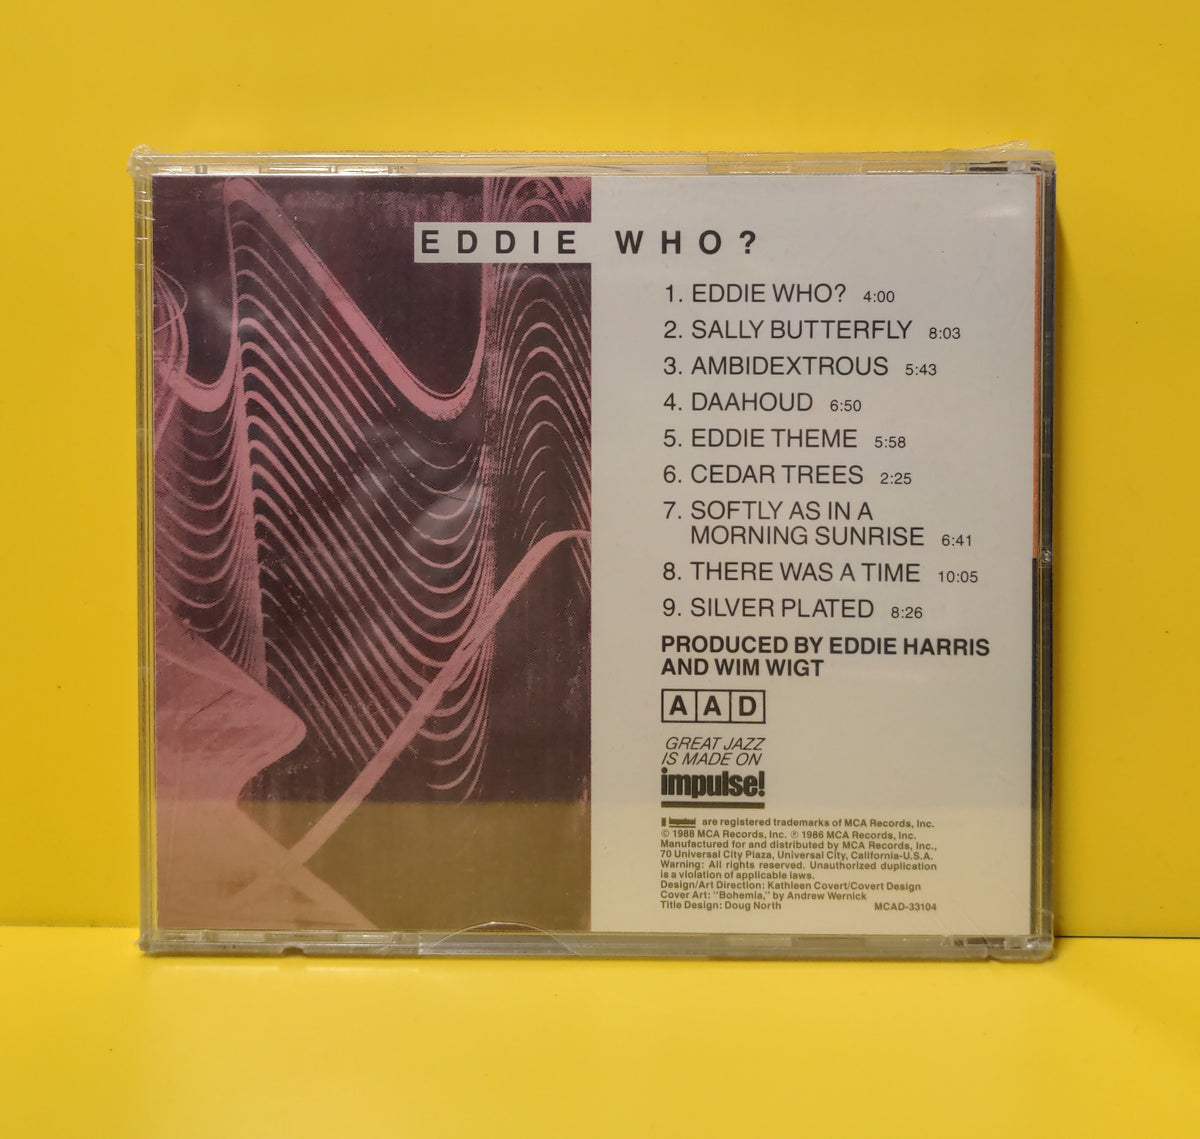 EDDIE WHO?
1. EDDIE WHO? 4:00
2. SALLY BUTTERFLY 8:03
3. AMBIDEXTROUS 5:43
4. DAAHOUD 6:50
5. EDDIE THEME 5:58
6. CEDAR TREES 2:25
7. SOFTLY AS IN A
MORNING SUNRISE 6:41
8. THERE WAS A TIME 10:05
9. SILVER PLATED 8:26
PRODUCED BY EDDIE HARRIS
AND WIM WIGT
AAD
GREAT JAZZ
IS MADE ON
impulse!
impulse! are registered trademarks of MCA Records, Inc.
© 1988 MCA Records, Inc. ℗ 1986 MCA Records, Inc.
Manufactured for and distributed by MCA Records, Inc.,
70 Universal City Plaza, Universal City, California-U.S.A.
Warning: All rights reserved. Unauthorized duplication
is a violation of applicable laws.
Design/Art Direction: Kathleen Covert/Covert Design
Cover Art: "Bohemia," by Andrew Wernick
Title Design: Doug North MCAD-33104